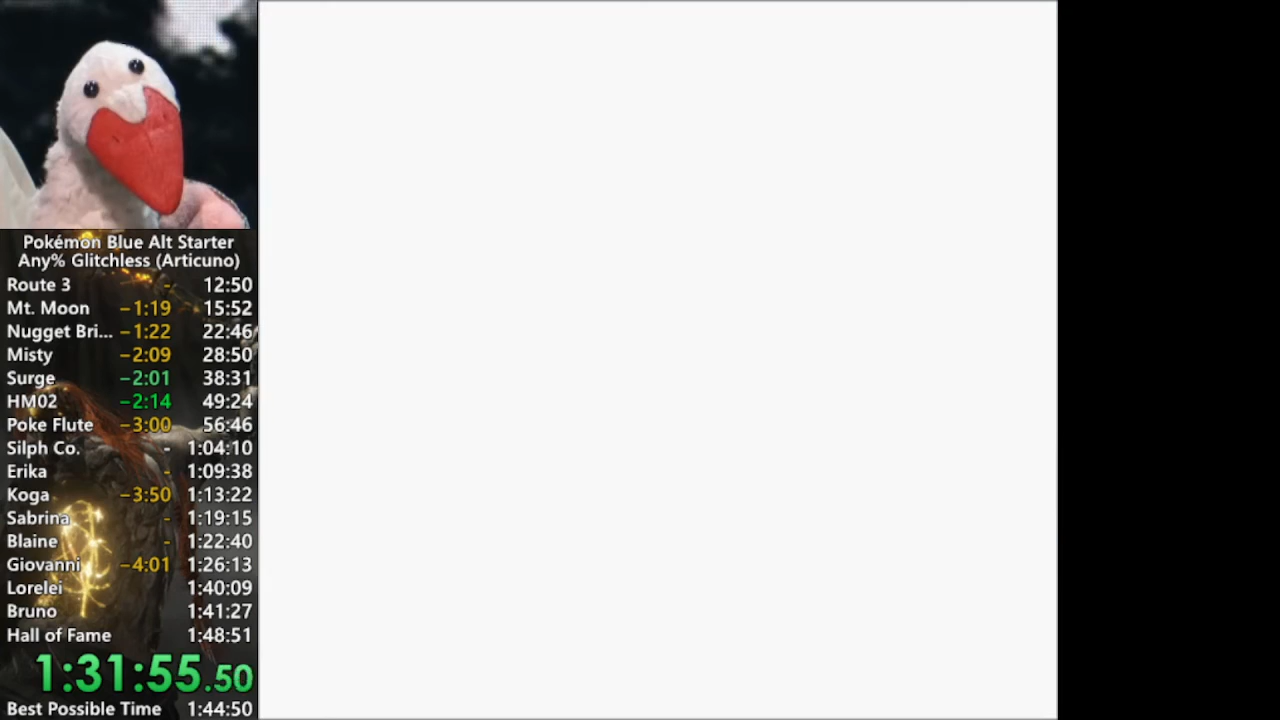 Pokémon Blue Alt Starter
Any% Glitchless (Articuno)
Route 3 - 12:50
Mt. Moon −1:19 15:52
Nugget Bri... −1:22 22:46
Misty −2:09 28:50
Surge −2:01 38:31
HM02 −2:14 49:24
Poke Flute −3:00 56:46
Silph Co. - 1:04:10
Erika - 1:09:38
Koga −3:50 1:13:22
Sabrina - 1:19:15
Blaine - 1:22:40
Giovanni −4:01 1:26:13
Lorelei 1:40:09
Bruno 1:41:27
Hall of Fame 1:48:51
1:31:55.50
Best Possible Time 1:44:50